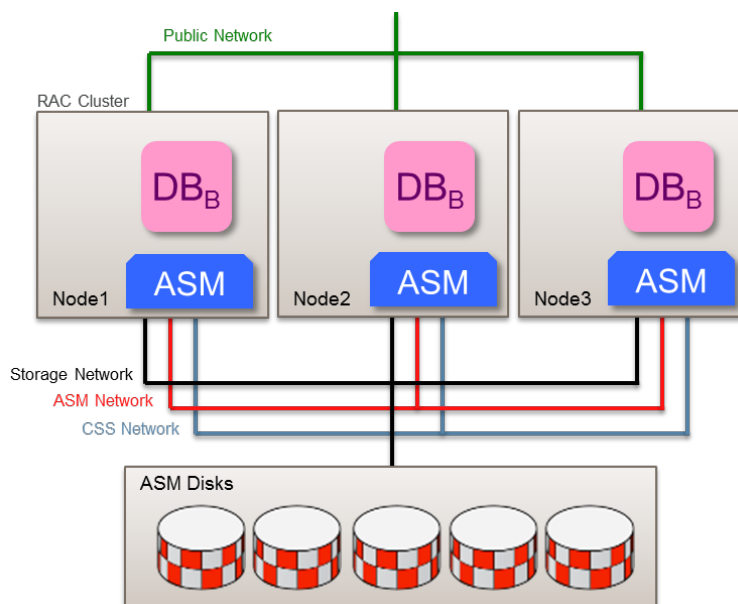 Public Network
RAC Cluster
DBB
DBB
DBB
ASM
ASM
ASM
Node1
Node2
Node3
Storage Network
ASM Network
CSS Network
ASM Disks